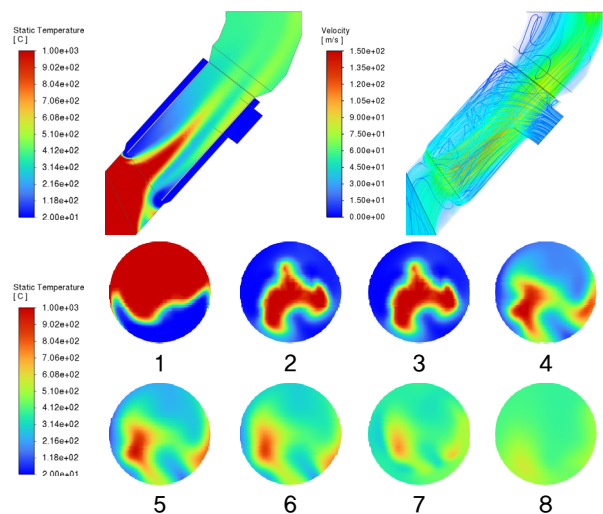 Static Temperature
[ C ]
1.00e+03
9.02e+02
8.04e+02
7.06e+02
6.08e+02
5.10e+02
4.12e+02
3.14e+02
2.16e+02
1.18e+02
2.00e+01
Velocity
[ m/s ]
1.50e+02
1.35e+02
1.20e+02
1.05e+02
9.00e+01
7.50e+01
6.00e+01
4.50e+01
3.00e+01
1.50e+01
0.00e+00
Static Temperature
[ C ]
1.00e+03
9.02e+02
8.04e+02
7.06e+02
6.08e+02
5.10e+02
4.12e+02
3.14e+02
2.16e+02
1.18e+02
2.00e+01
1 2 3 4
5 6 7 8